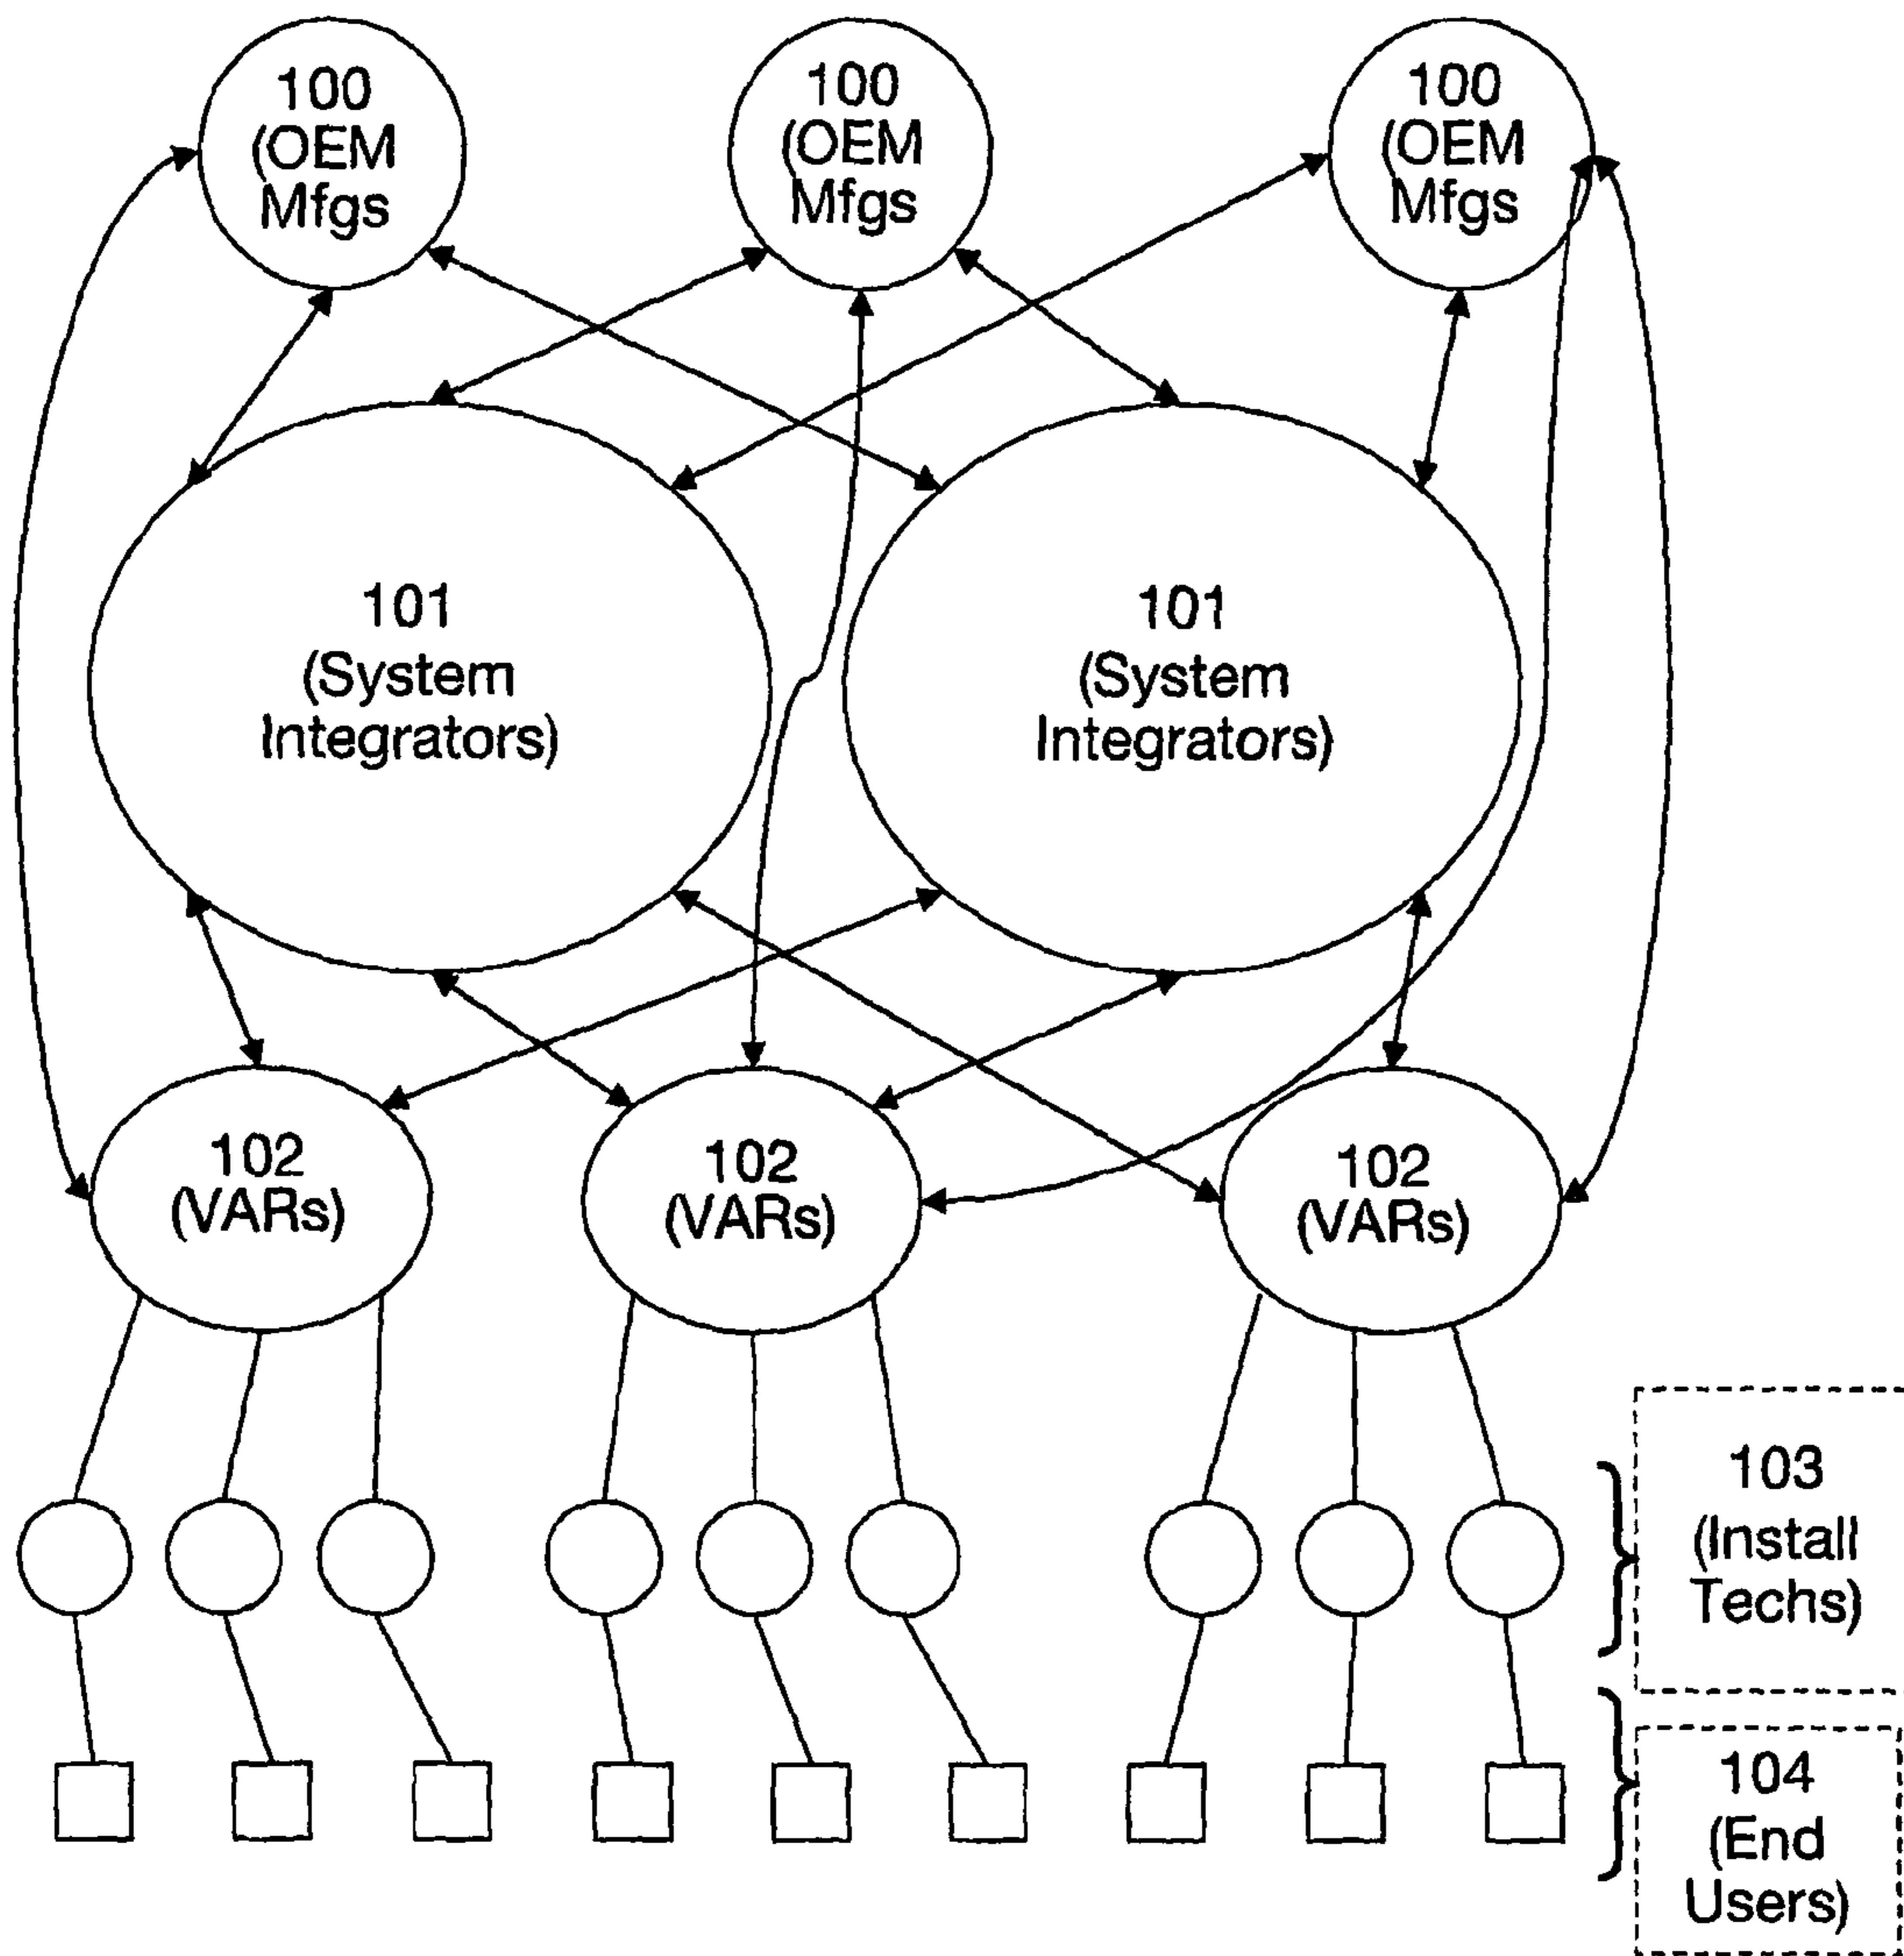 100
(OEM
Mfgs
100
(OEM
Mfgs
100
(OEM
Mfgs
101
(System
Integrators)
101
(System
Integrators)
102
(VARs)
102
(VARs)
102
(VARs)
103
(Install
Techs)
104
(End
Users)